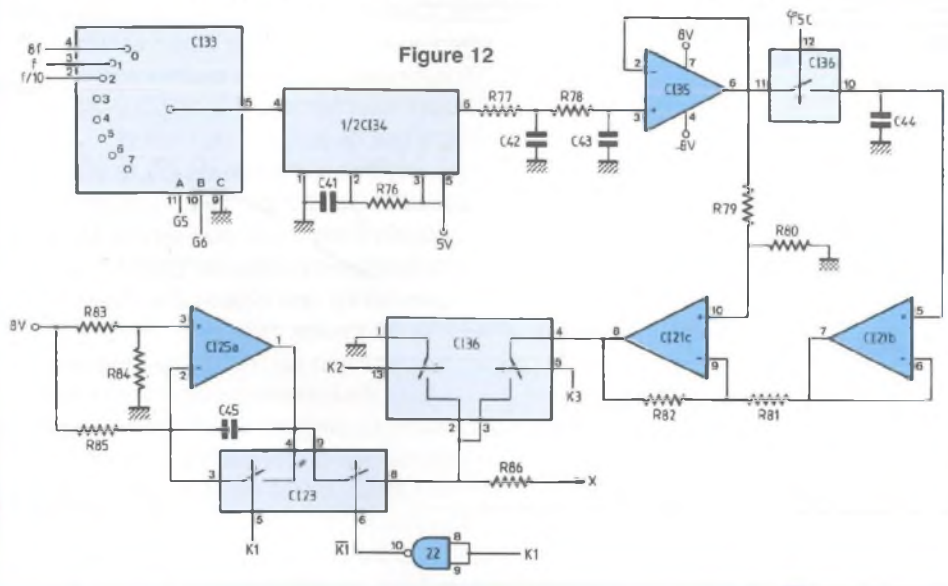 Figure 12
8f
f
f/10
4
3
2
0
1
2
3
4
5
6
7
CI33
15
A B C
11 10 9
G5
G6
4
1/2CI34
6
1
2
3
5
C41
R76
5V
R77
R78
C42
C43
8V
2
7
CI35
6
3
4
-8V
φ5C
12
CI36
11
10
C44
R79
R80
8V
R83
R84
R85
3
CI25a
1
2
C45
4
9
3
8
CI23
5
6
K1
K1
10
22
8
9
K1
1
CI36
4
K2
13
5
K3
2
3
R86
X
8
CI21c
10
9
R82
R81
7
CI21b
5
6